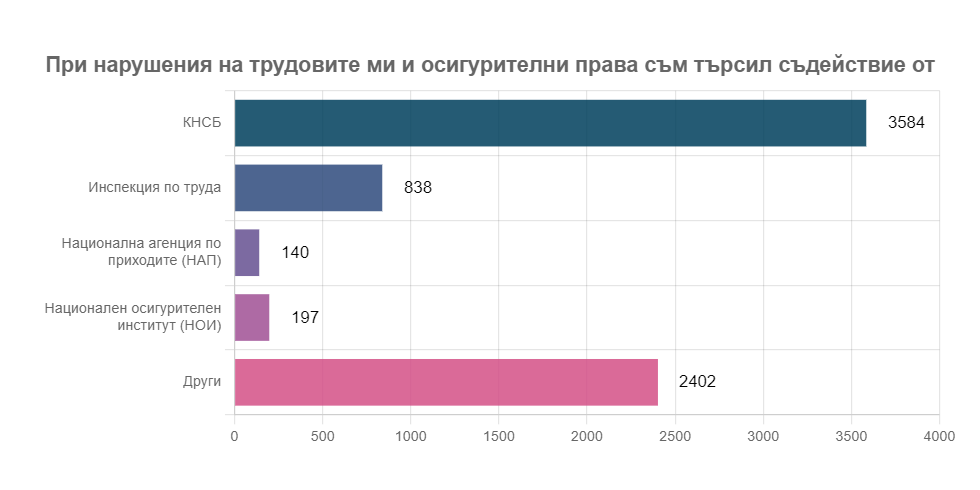 При нарушения на трудовите ми и осигурителни права съм търсил съдействие от
КНСБ
3584
Инспекция по труда
838
Национална агенция по
приходите (НАП)
140
Национален осигурителен
институт (НОИ)
197
Други
2402
0 500 1000 1500 2000 2500 3000 3500 4000